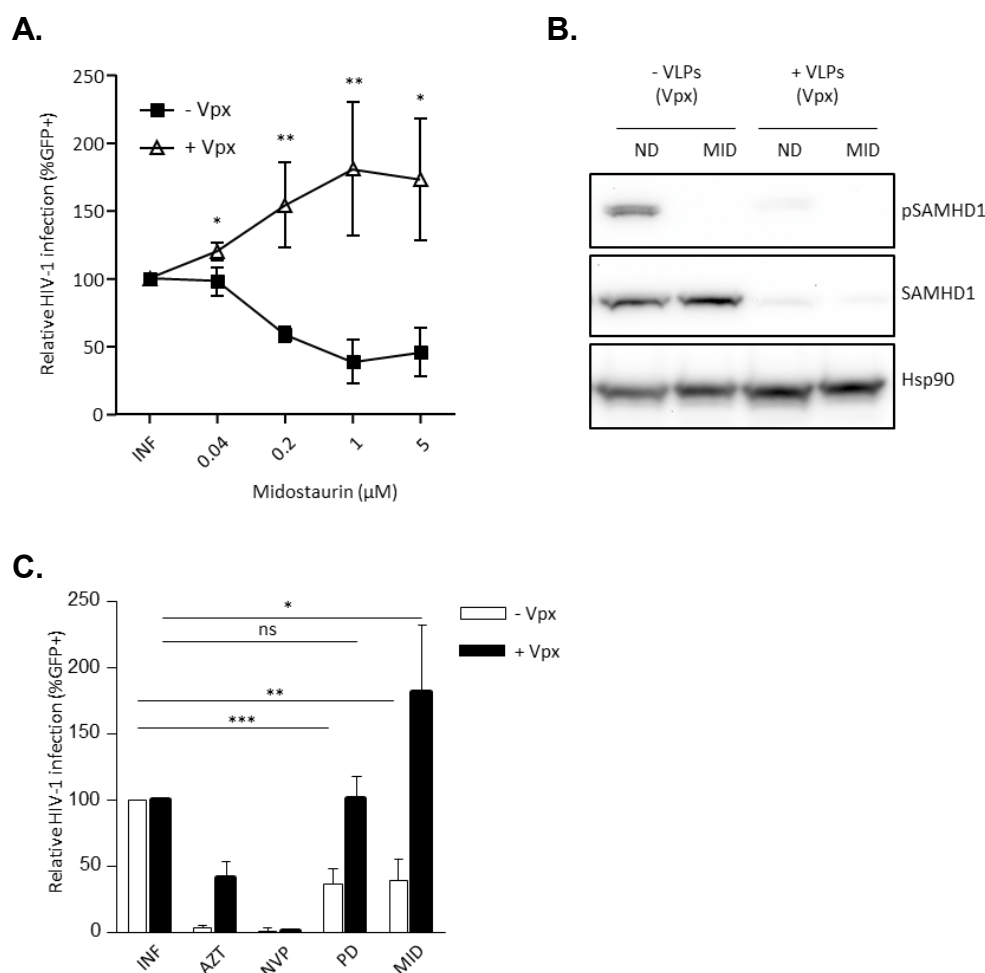 A.
Relative HIV-1 infection (%GFP+)
250
200
150
100
50
0
- Vpx
+ Vpx
*
**
**
*
INF
0.04
0.2
1
5
Midostaurin (µM)
B.
- VLPs
(Vpx)
+ VLPs
(Vpx)
ND
MID
ND
MID
pSAMHD1
SAMHD1
Hsp90
C.
Relative HIV-1 infection (%GFP+)
250
200
150
100
50
0
*
ns
**
***
- Vpx
+ Vpx
INF
AZT
NVP
PD
MID